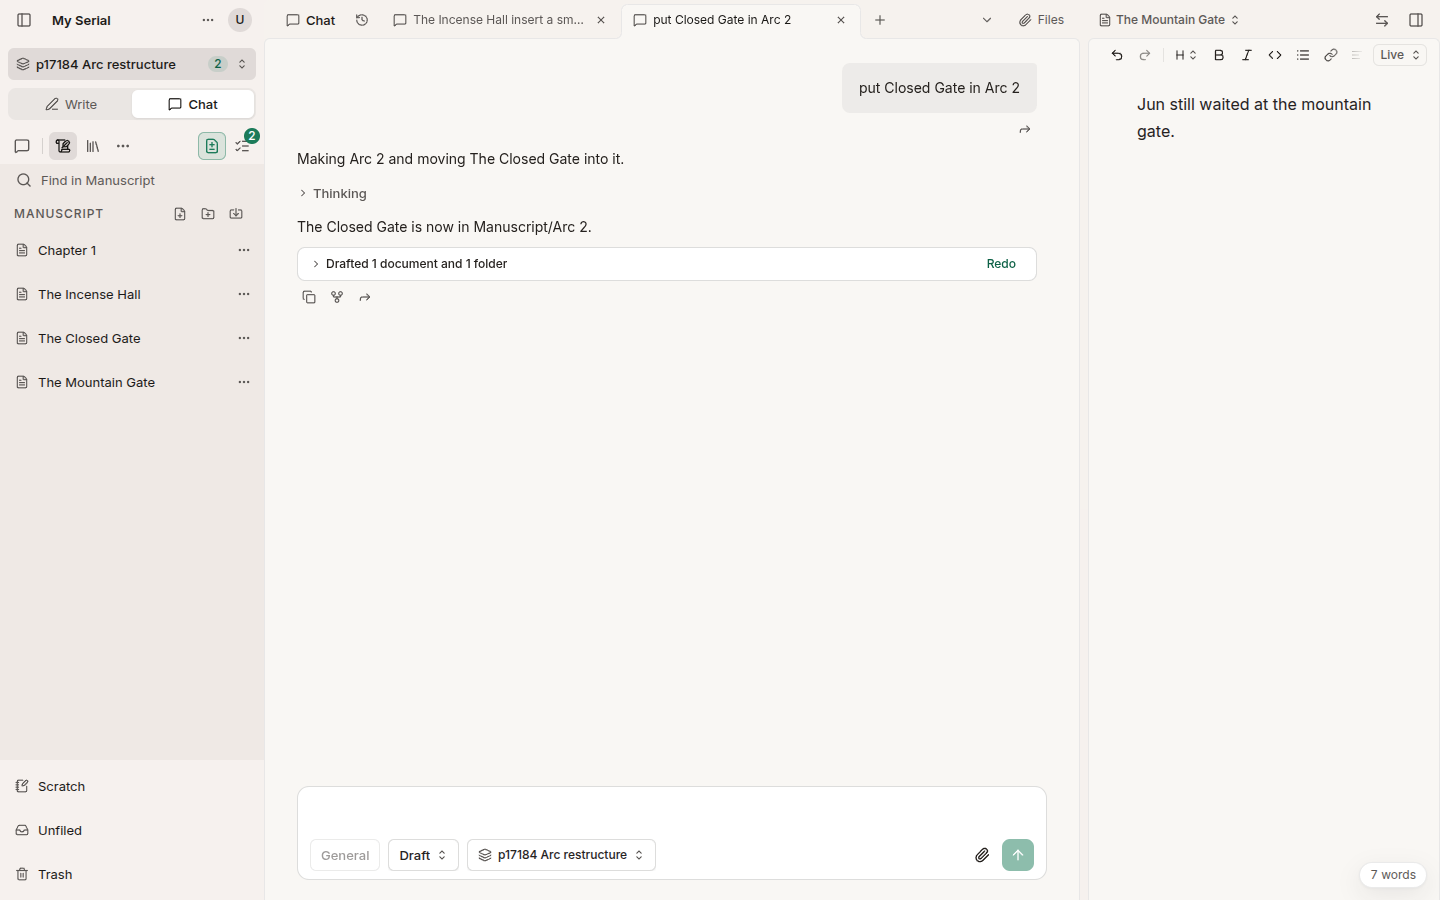 My Serial
U
Chat
The Incense Hall insert a sm...
put Closed Gate in Arc 2
Files
The Mountain Gate
p17184 Arc restructure
2
Write
Chat
2
Find in Manuscript
MANUSCRIPT
Chapter 1
The Incense Hall
The Closed Gate
The Mountain Gate
Scratch
Unfiled
Trash
put Closed Gate in Arc 2
Making Arc 2 and moving The Closed Gate into it.
Thinking
The Closed Gate is now in Manuscript/Arc 2.
Drafted 1 document and 1 folder
Redo
General
Draft
p17184 Arc restructure
H
B
I
Live
Jun still waited at the mountain
gate.
7 words